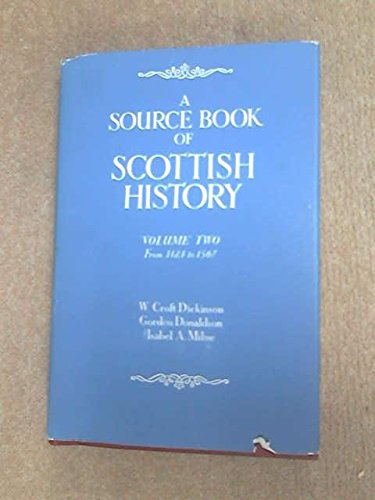 A
SOURCE BOOK
OF
SCOTTISH
HISTORY
VOLUME TWO
From 1424 to 1567
W. Croft Dickinson
Gordon Donaldson
Isabel A. Milne